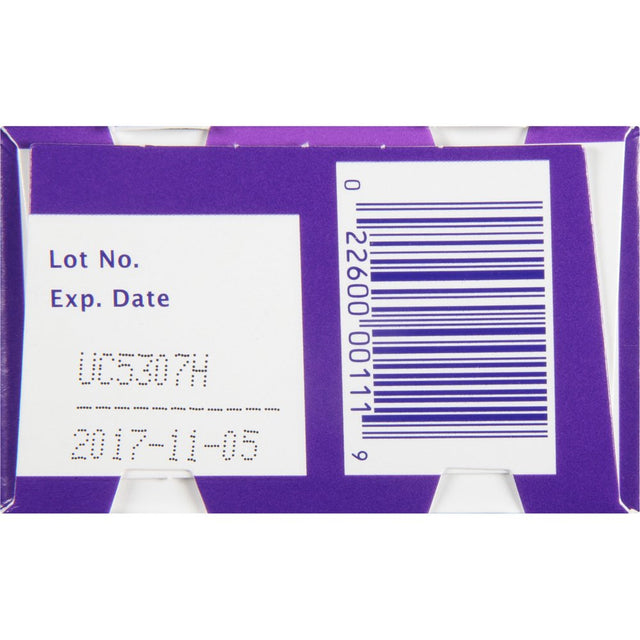 Lot No.
Exp. Date
UC5307H
2017-11-05
0 22600 00111 9